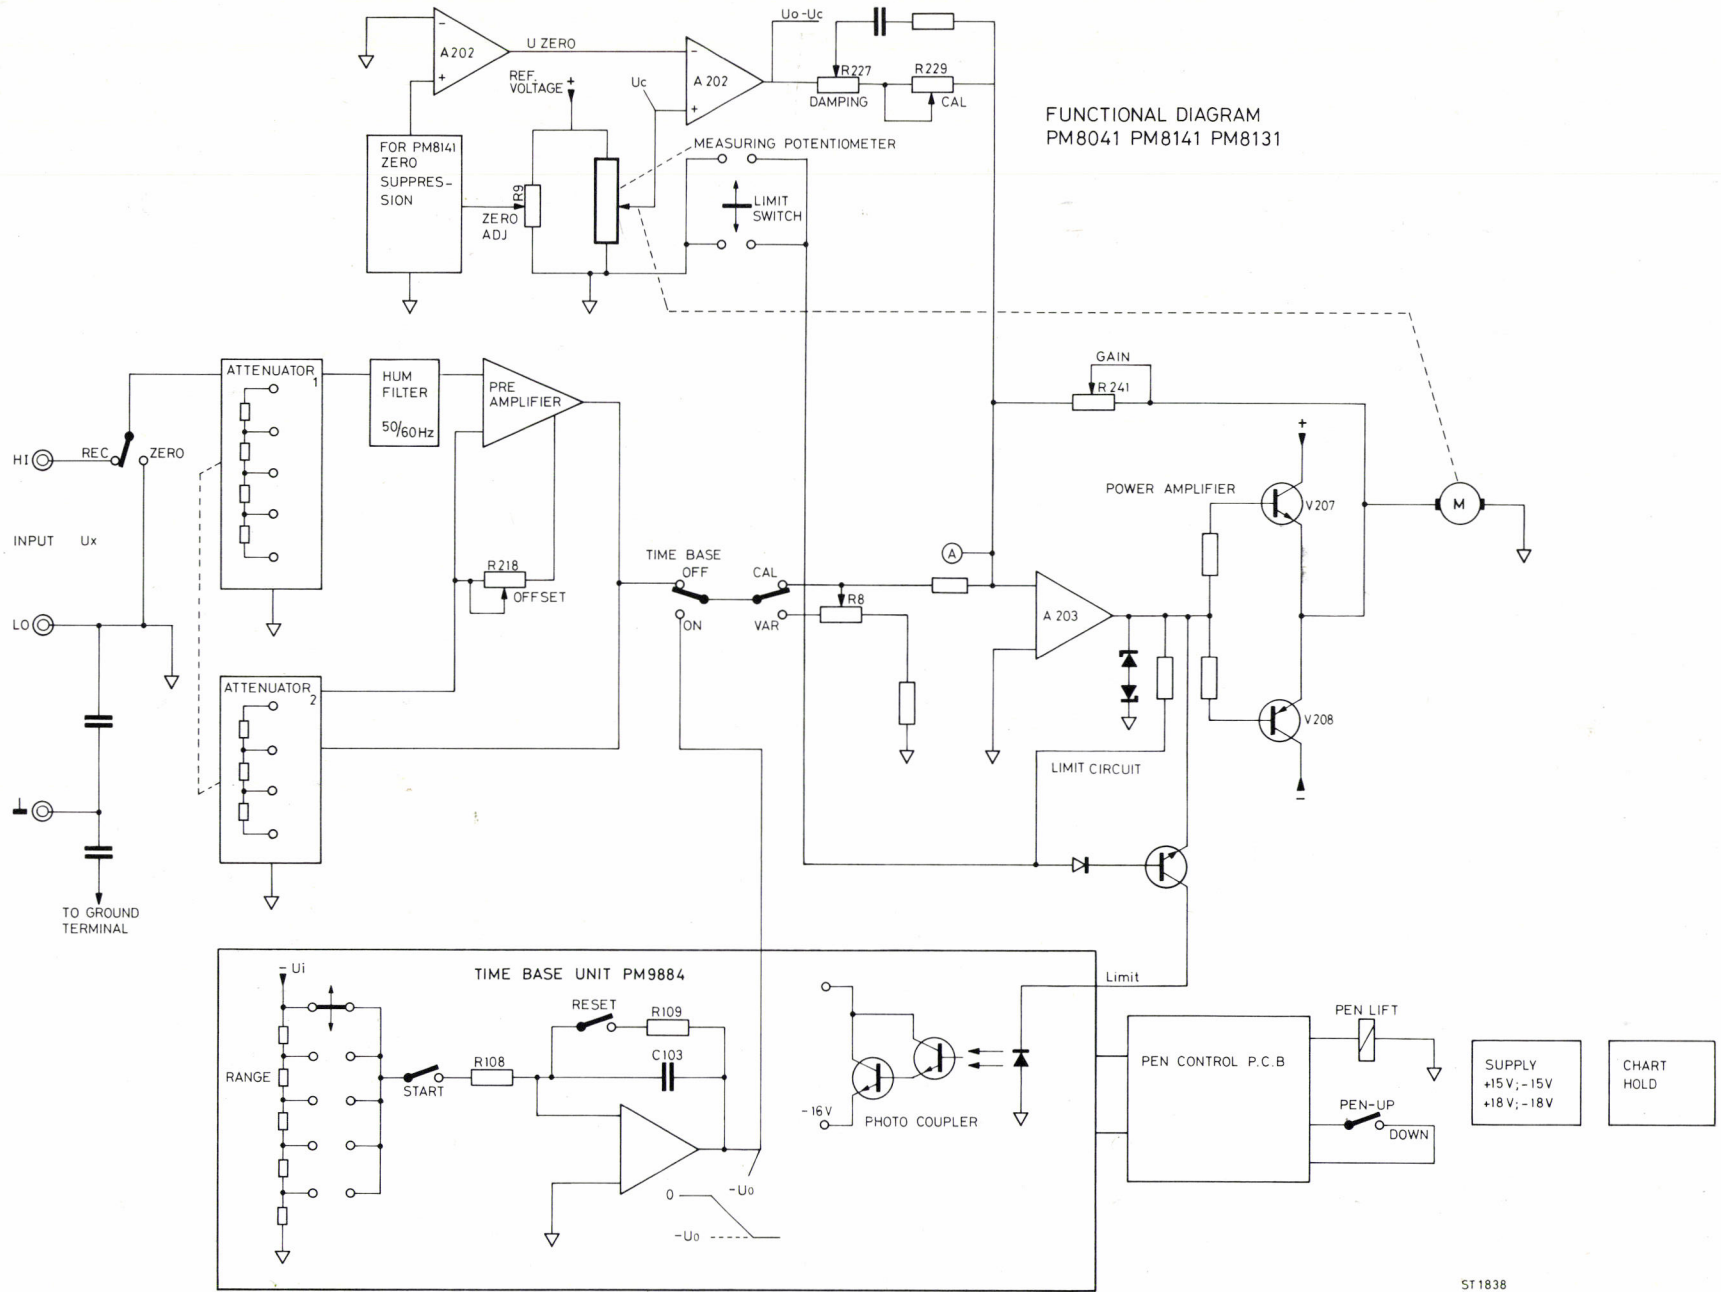 FUNCTIONAL DIAGRAM
PM8041 PM8141 PM8131
-
A202
+
U ZERO
REF.
VOLTAGE
+
Uc
-
A 202
+
Uo-Uc
R227
DAMPING
R229
CAL
FOR PM8141
ZERO
SUPPRES-
SION
R9
ZERO
ADJ
MEASURING POTENTIOMETER
LIMIT
SWITCH
HI
REC
ZERO
INPUT Ux
LO
TO GROUND
TERMINAL
ATTENUATOR
1
HUM
FILTER
50/60Hz
PRE
AMPLIFIER
R218
OFFSET
ATTENUATOR
2
TIME BASE
OFF
ON
CAL
VAR
R8
A
A 203
GAIN
R241
POWER AMPLIFIER
+
V207
V208
-
M
LIMIT CIRCUIT
TIME BASE UNIT PM9884
- Ui
RANGE
START
R108
RESET
R109
C103
-Uo
0
-Uo
-16V
PHOTO COUPLER
Limit
PEN CONTROL P.C.B
PEN LIFT
PEN-UP
DOWN
SUPPLY
+15V;-15V
+18V;-18V
CHART
HOLD
ST1838